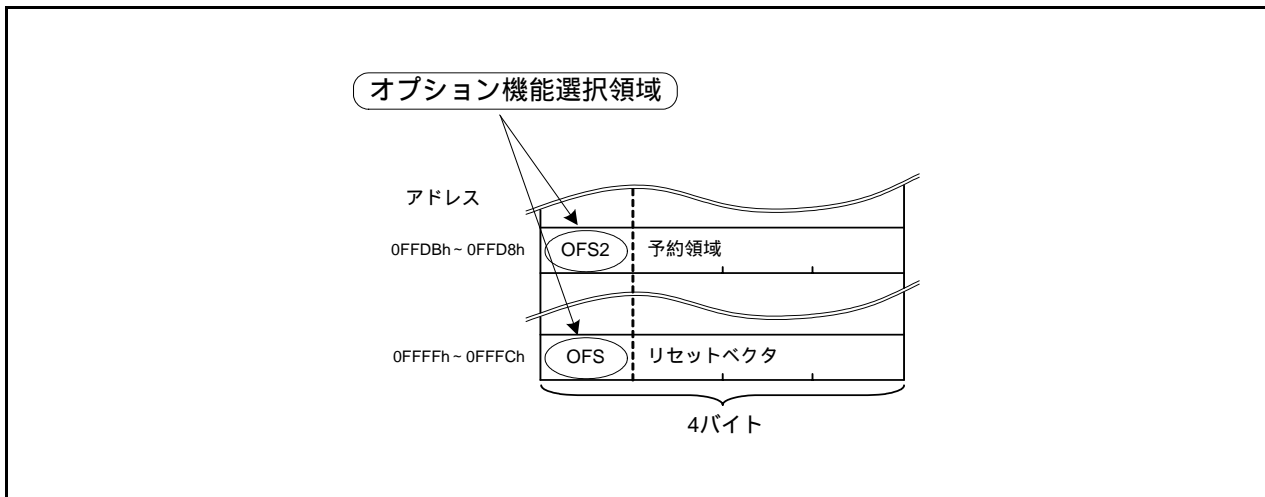 オプション機能選択領域
アドレス
0FFDBh~0FFD8h OFS2 予約領域
0FFFFh~0FFFCh OFS リセットベクタ
4バイト